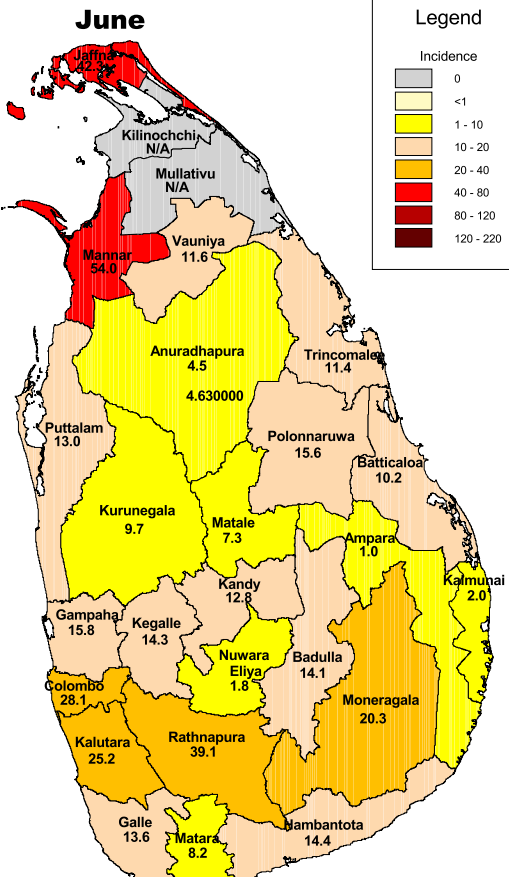 June
Legend
Incidence
0
<1
1 - 10
10 - 20
20 - 40
40 - 80
80 - 120
120 - 220
Jaffna
42.3
Kilinochchi
N/A
Mullativu
N/A
Vauniya
11.6
Mannar
54.0
Anuradhapura
4.5
4.630000
Trincomale
11.4
Puttalam
13.0
Polonnaruwa
15.6
Batticaloa
10.2
Kurunegala
9.7
Matale
7.3
Ampara
1.0
Kalmunai
2.0
Kandy
12.8
Gampaha
15.8
Kegalle
14.3
Nuwara
Eliya
1.8
Badulla
14.1
Colombo
28.1
Moneragala
20.3
Kalutara
25.2
Rathnapura
39.1
Galle
13.6
Matara
8.2
Hambantota
14.4